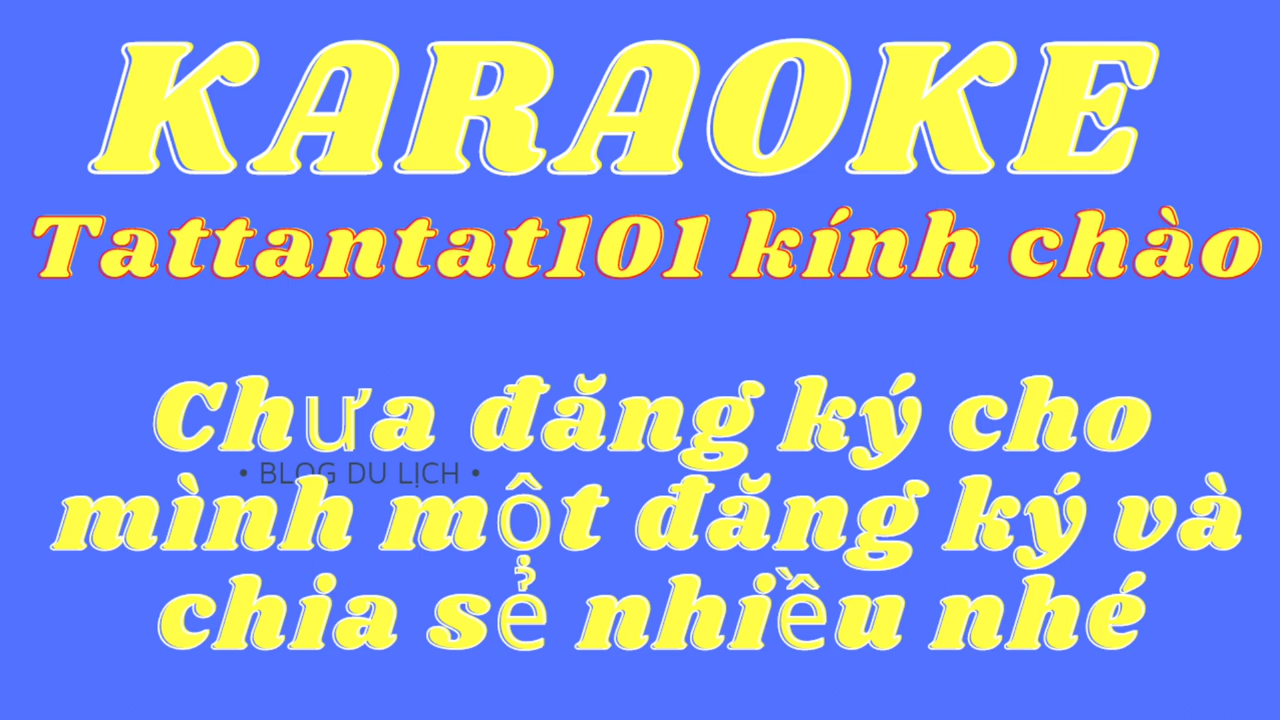 KARAOKE
Tattantat101 kính chào
Chưa đăng ký cho
• BLOG DU LỊCH •
mình một đăng ký và
chia sẻ nhiều nhé